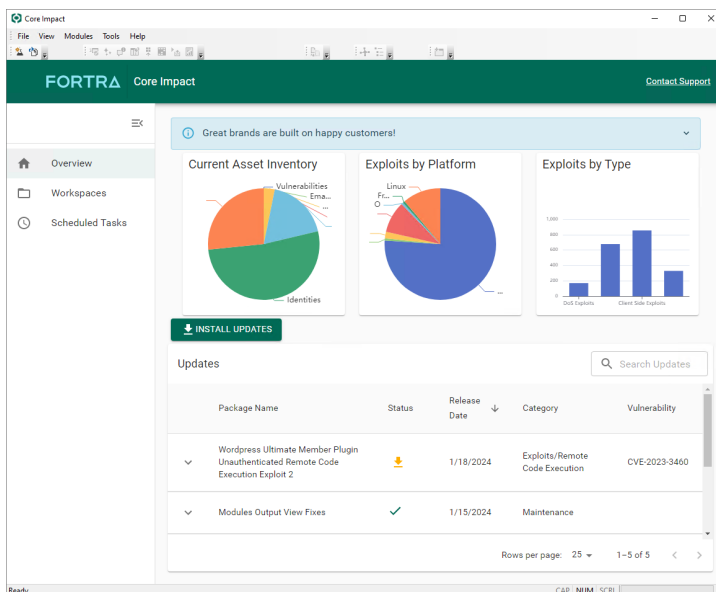 Core Impact
File View Modules Tools Help
FORTRA Core Impact
Contact Support
Great brands are built on happy customers!
Overview
Workspaces
Scheduled Tasks
Current Asset Inventory
Vulnerabilities
Ema...
...
Identities
Exploits by Platform
Linux
Fr...
O
...
Exploits by Type
1,000
800
600
400
200
0
DoS Exploits
Client Side Exploits
INSTALL UPDATES
Updates
Search Updates
Package Name
Status
Release Date
Category
Vulnerability
Wordpress Ultimate Member Plugin
Unauthenticated Remote Code
Execution Exploit 2
1/18/2024
Exploits/Remote
Code Execution
CVE-2023-3460
Modules Output View Fixes
1/15/2024
Maintenance
Rows per page: 25
1–5 of 5
Ready
CAP NUM SCRL